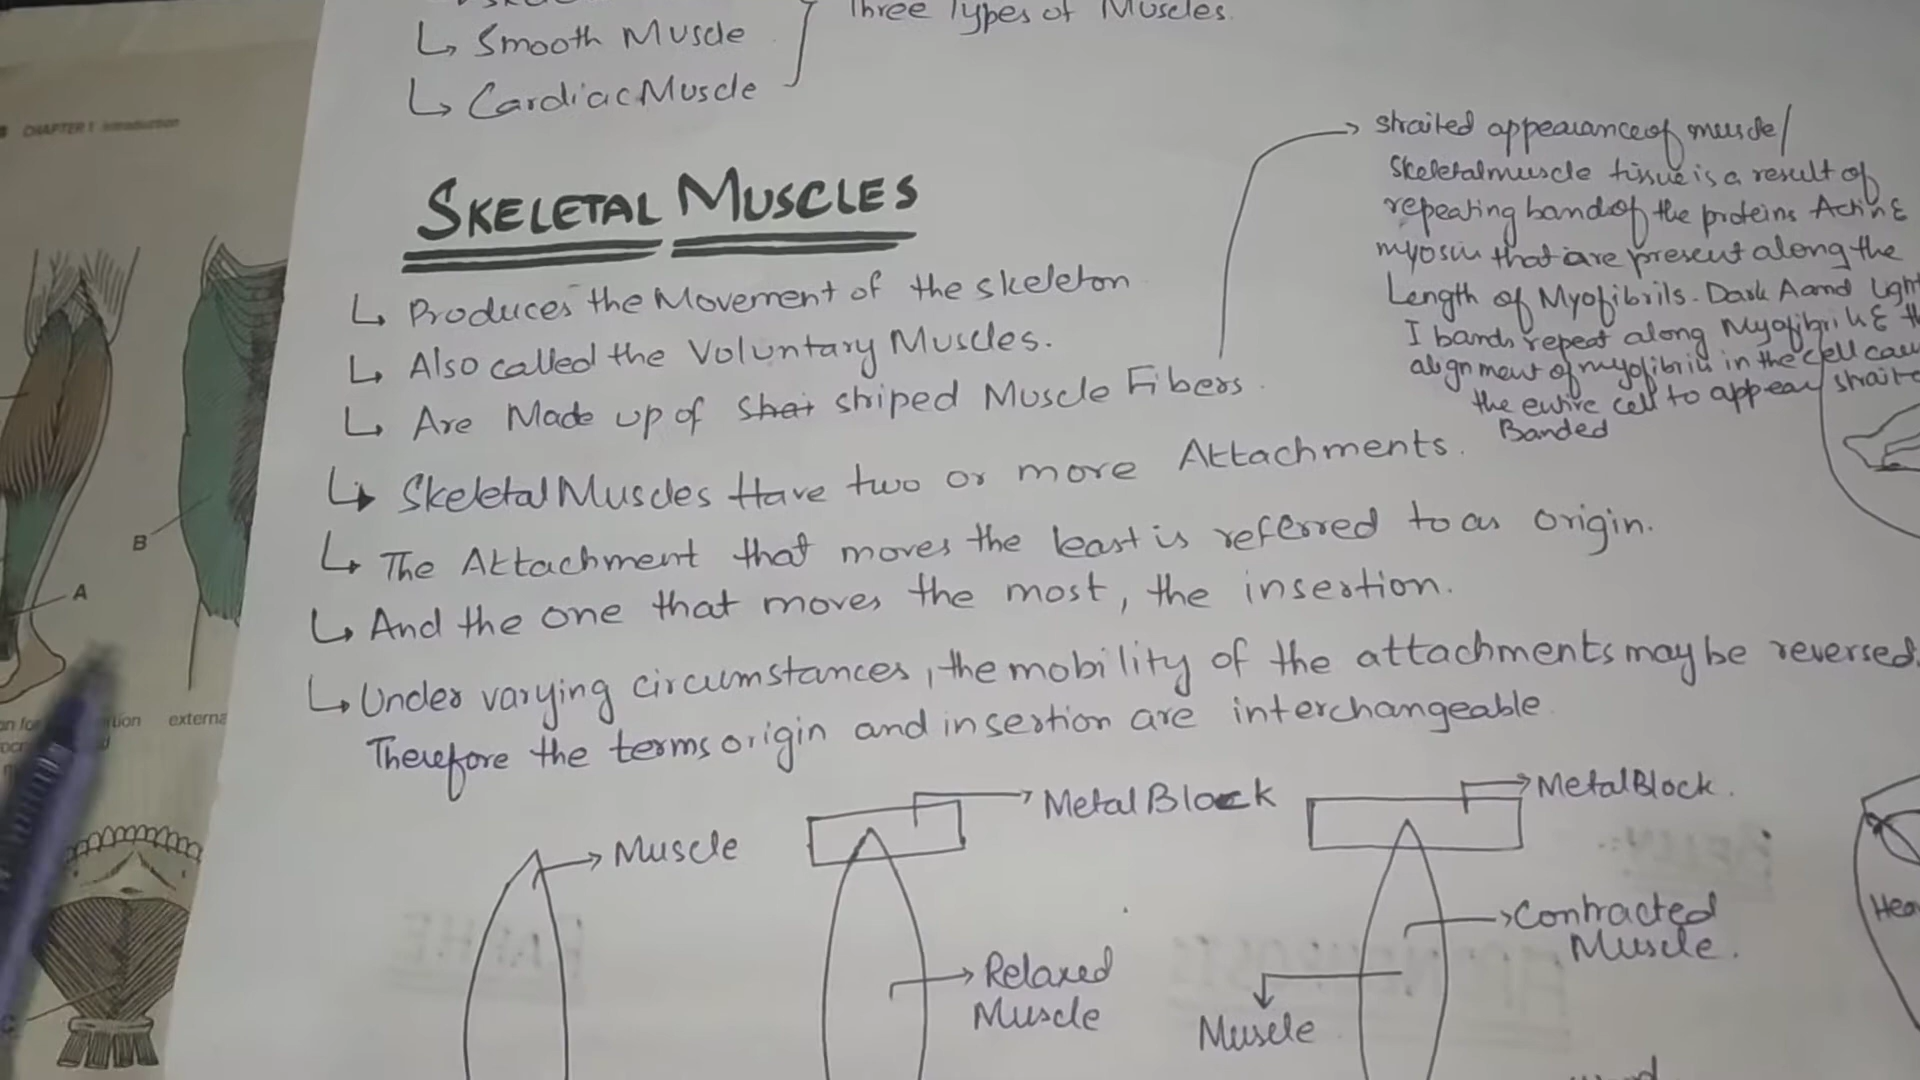 Three Types of Muscles.
↳ Smooth Muscle
↳ Cardiac Muscle
CHAPTER 1 Introduction
SKELETAL MUSCLES
↳ Produces the Movement of the skeleton
↳ Also called the Voluntary Muscles.
↳ Are Made up of shiped Muscle Fibers.
↳ Skeletal Muscles Have two or more Attachments.
↳ The Attachment that moves the least is referred to as origin.
↳ And the one that moves the most, the insertion.
↳ Under varying circumstances, the mobility of the attachments may be reversed.
Therefore the terms origin and insertion are interchangeable.
→ straited appearance of muscle/
skeletal muscle tissue is a result of
repeating band of the proteins Actin &
myosin that are present along the
Length of Myofibrils. Dark A and Light
I bands repeat along Myofibril &
alignment of myofibril in the cell
the entire cell to appear
Banded
B
A
C
→ Muscle
→ Metal Block
→ Relaxed
Muscle
→ Metal Block.
→ Contracted
Muscle.
Muscle